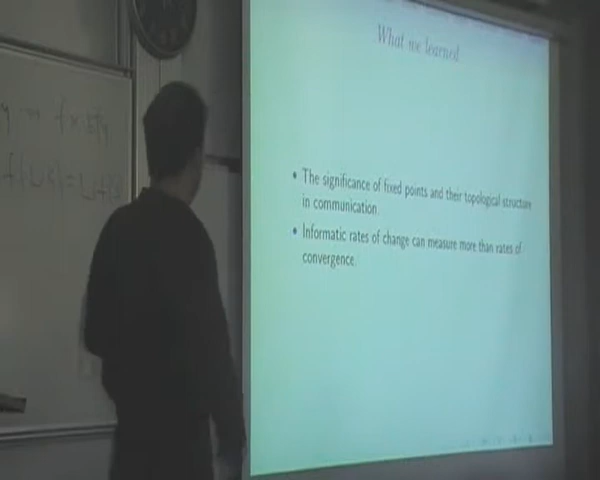 What we learned
• The significance of fixed points and their topological structure
in communication.
• Informatic rates of change can measure more than rates of
convergence.